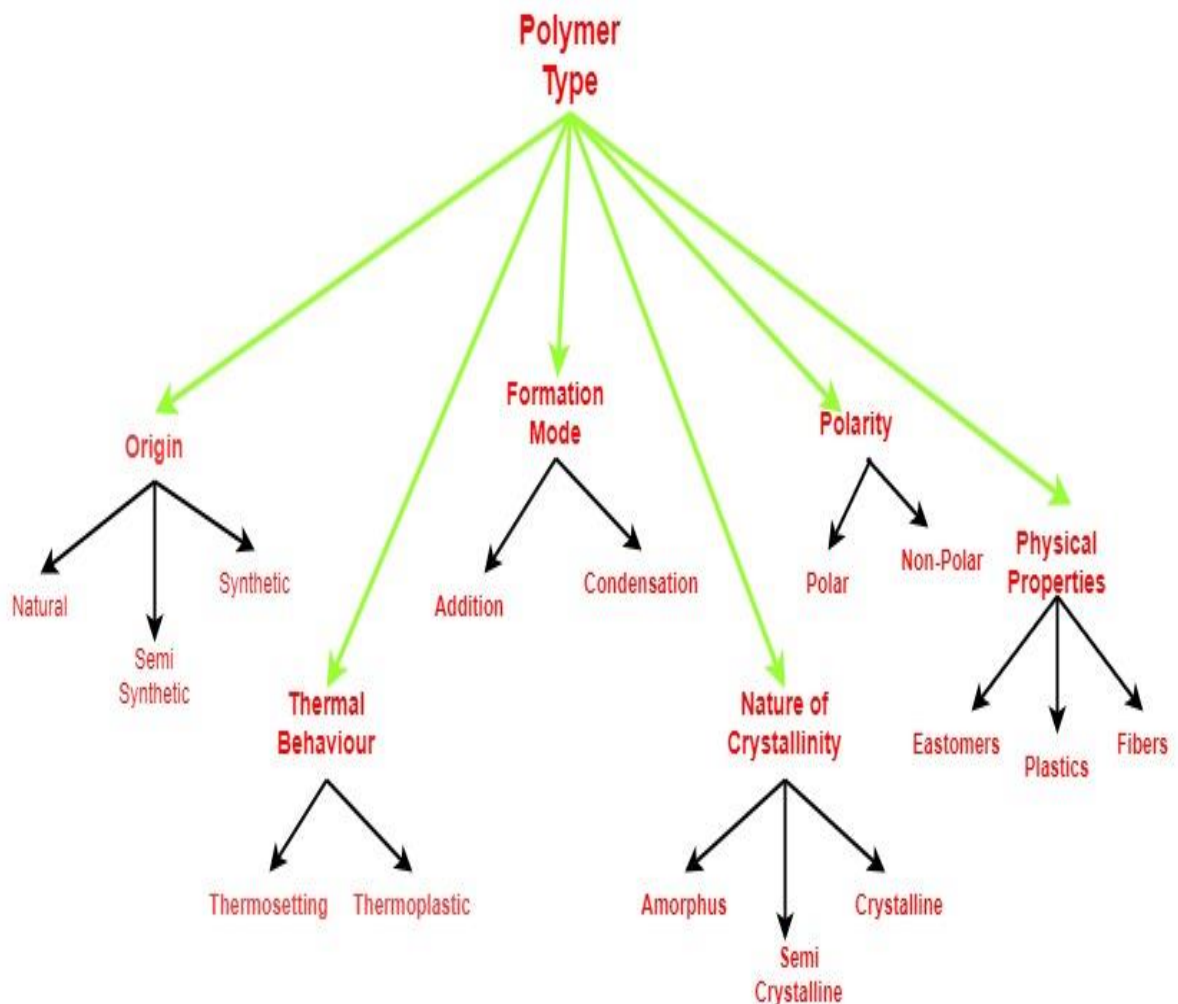 Polymer
Type
Formation
Mode
Polarity
Origin
Physical
Properties
Non-Polar
Synthetic
Condensation
Polar
Natural
Addition
Semi
Synthetic
Thermal
Behaviour
Nature of
Crystallinity
Eastomers
Plastics
Fibers
Thermosetting
Thermoplastic
Amorphus
Crystalline
Semi
Crystalline